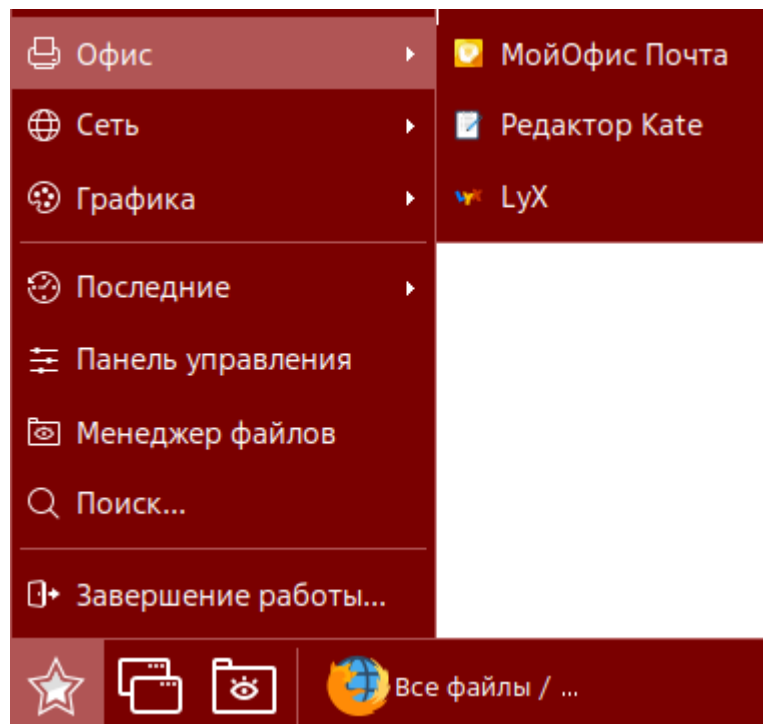 Офис
Сеть
Графика
Последние
Панель управления
Менеджер файлов
Поиск...
Завершение работы...
МойОфис Почта
Редактор Kate
LyX
Все файлы / ...